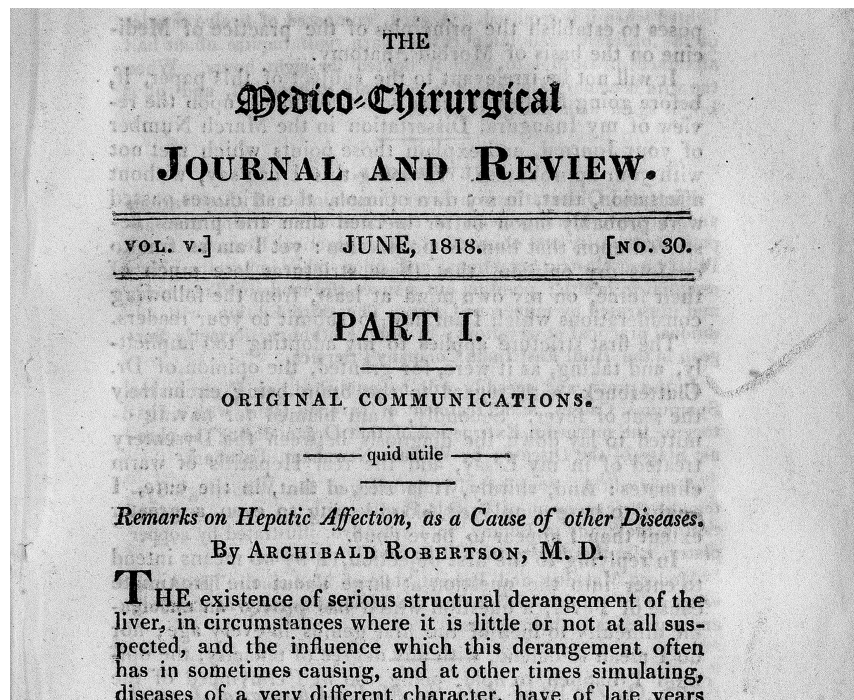 THE
Medico-Chirurgical
JOURNAL AND REVIEW.
VOL. V.] JUNE, 1818. [NO. 30.
PART I.
ORIGINAL COMMUNICATIONS.
quid utile
Remarks on Hepatic Affection, as a Cause of other Diseases.
By ARCHIBALD ROBERTSON, M. D.
THE existence of serious structural derangement of the
liver, in circumstances where it is little or not at all sus-
pected, and the influence which this derangement often
has in sometimes causing, and at other times simulating,
diseases of a very different character, have of late years